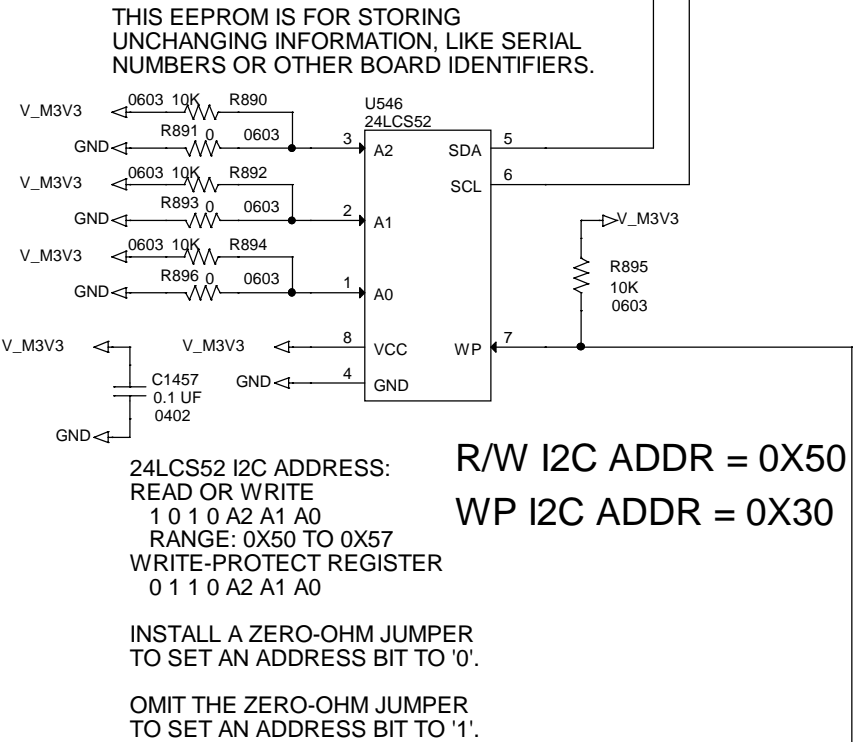 THIS EEPROM IS FOR STORING
UNCHANGING INFORMATION, LIKE SERIAL
NUMBERS OR OTHER BOARD IDENTIFIERS.
V_M3V3 0603 10K R890
GND R891 0 0603
V_M3V3 0603 10K R892
GND R893 0 0603
V_M3V3 0603 10K R894
GND R896 0 0603
U546
24LCS52
3 A2 SDA 5
SCL 6
2 A1
1 A0
8 VCC WP 7
4 GND
V_M3V3
R895
10K
0603
V_M3V3 V_M3V3
GND
C1457
0.1 UF
0402
GND
24LCS52 I2C ADDRESS:
READ OR WRITE
1 0 1 0 A2 A1 A0
RANGE: 0X50 TO 0X57
WRITE-PROTECT REGISTER
0 1 1 0 A2 A1 A0
R/W I2C ADDR = 0X50
WP I2C ADDR = 0X30
INSTALL A ZERO-OHM JUMPER
TO SET AN ADDRESS BIT TO '0'.
OMIT THE ZERO-OHM JUMPER
TO SET AN ADDRESS BIT TO '1'.